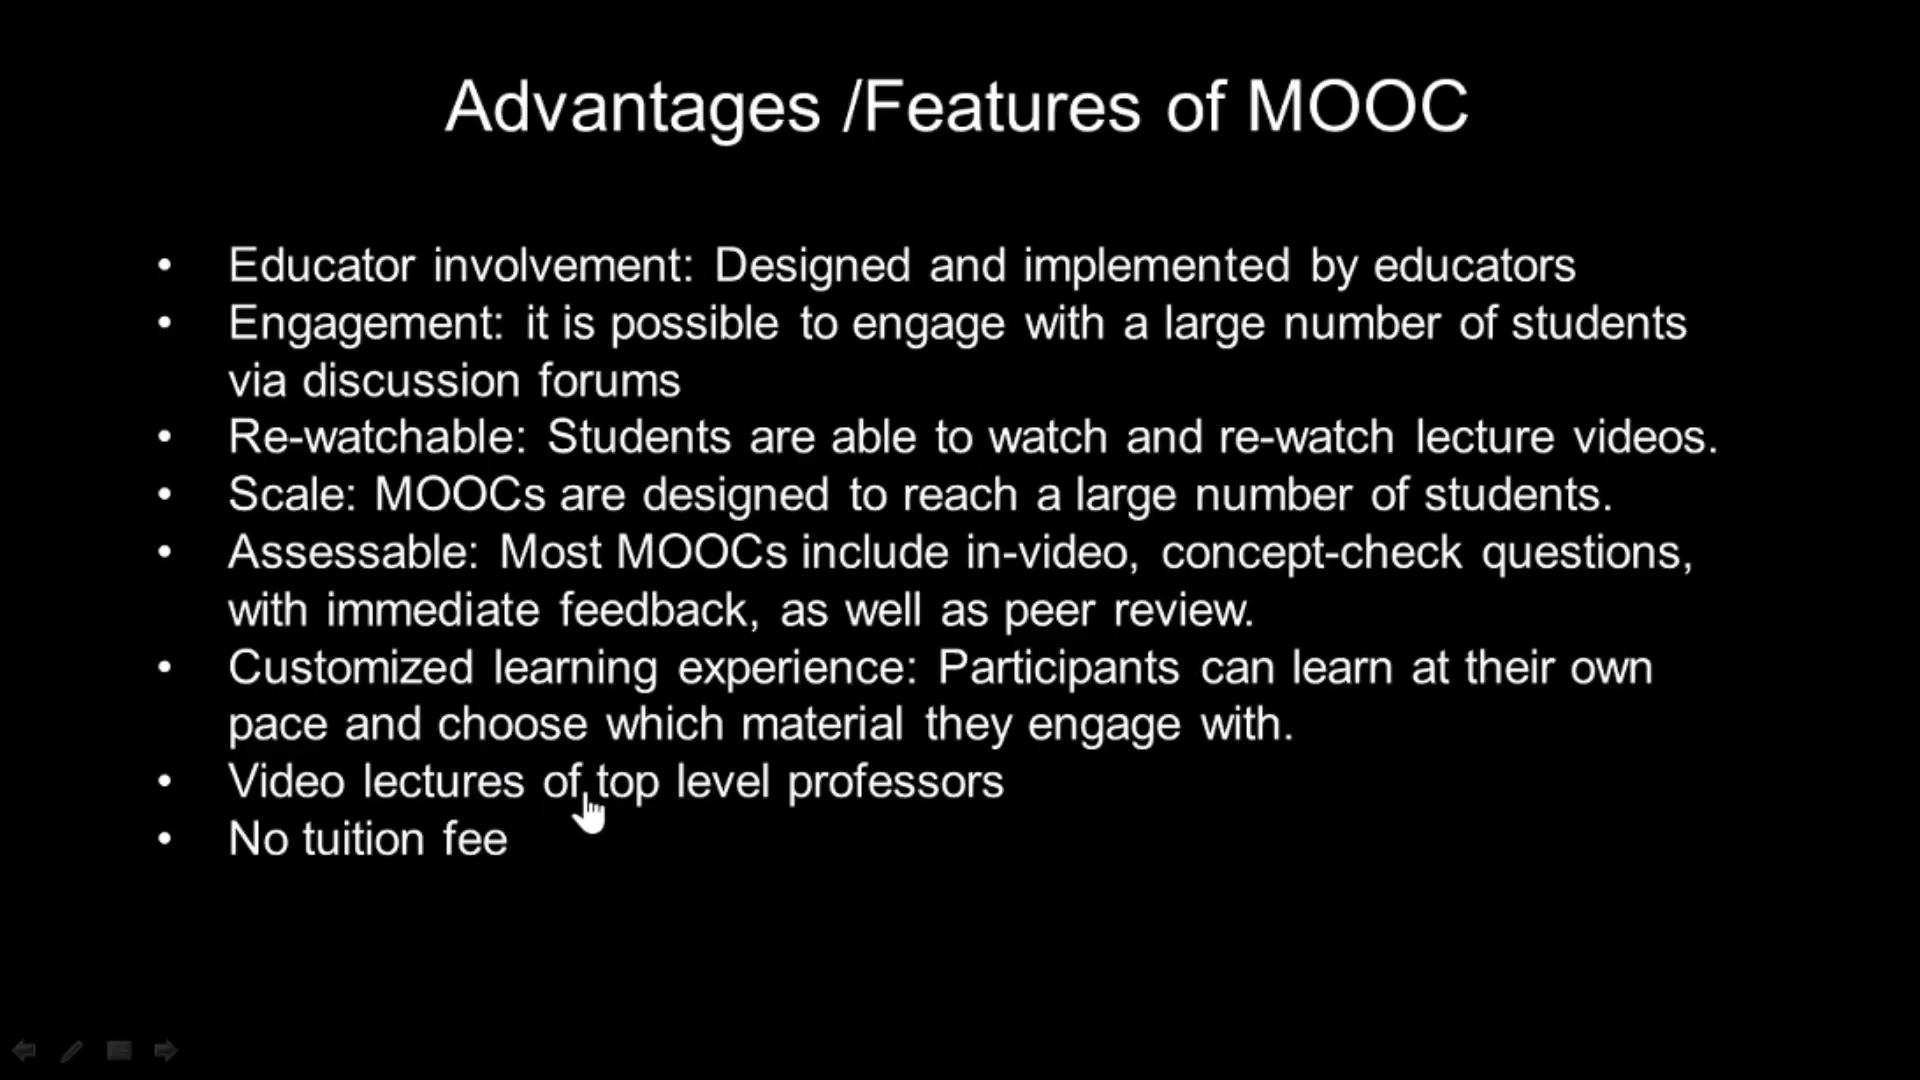 Advantages /Features of MOOC
• Educator involvement: Designed and implemented by educators
• Engagement: it is possible to engage with a large number of students
via discussion forums
• Re-watchable: Students are able to watch and re-watch lecture videos.
• Scale: MOOCs are designed to reach a large number of students.
• Assessable: Most MOOCs include in-video, concept-check questions,
with immediate feedback, as well as peer review.
• Customized learning experience: Participants can learn at their own
pace and choose which material they engage with.
• Video lectures of top level professors
• No tuition fee